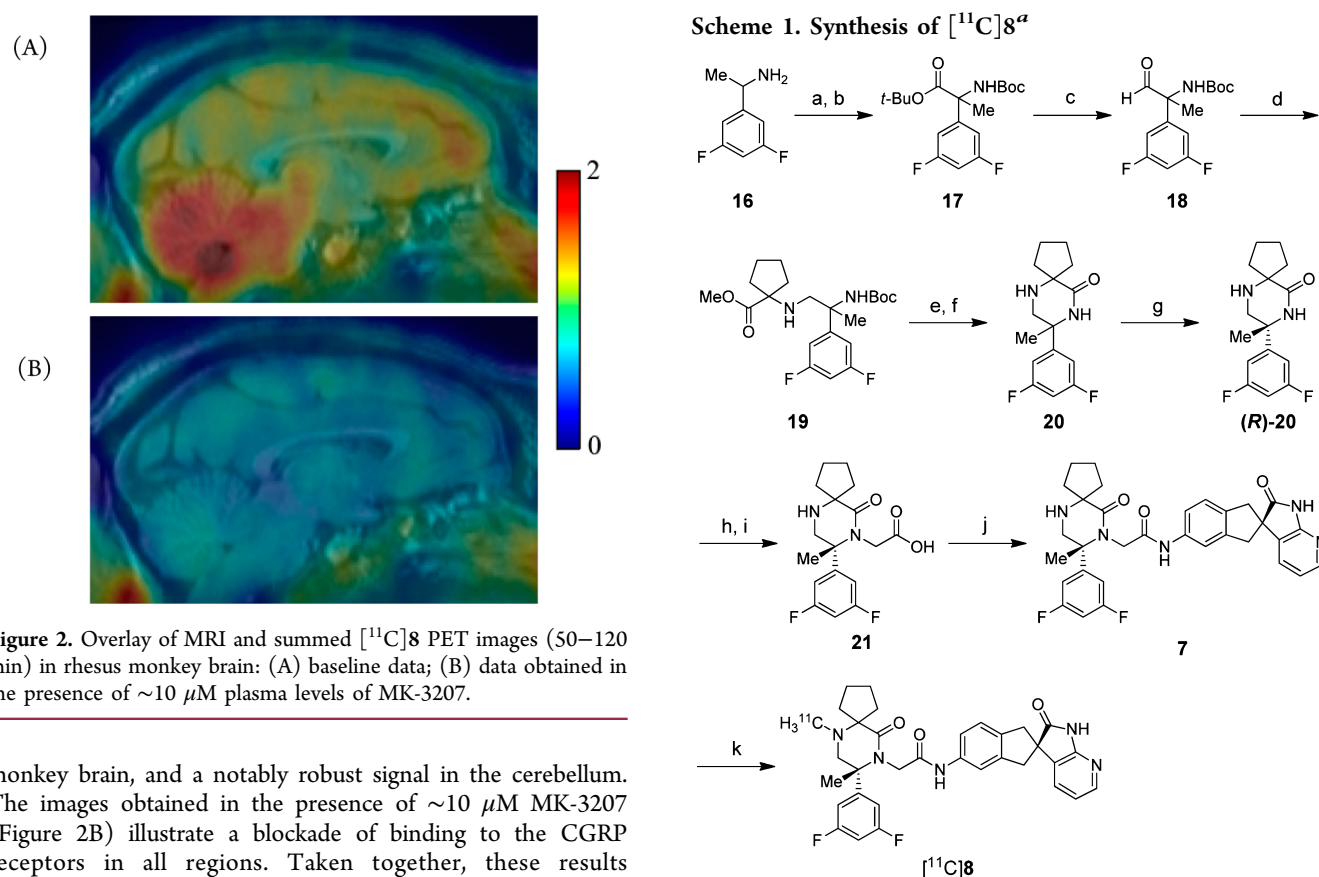 (A)
2
0
(B)
igure 2. Overlay of MRI and summed [¹¹C]8 PET images (50−120
in) in rhesus monkey brain: (A) baseline data; (B) data obtained in
he presence of ∼10 μM plasma levels of MK-3207.
onkey brain, and a notably robust signal in the cerebellum.
The images obtained in the presence of ∼10 μM MK-3207
Figure 2B) illustrate a blockade of binding to the CGRP
eceptors in all regions. Taken together, these results
Scheme 1. Synthesis of [¹¹C]8ᵃ
Me NH₂
F F
16
a, b
O
t-BuO NHBoc
Me
F F
17
c
O
H NHBoc
Me
F F
18
d
MeO
O
N
H
NHBoc
Me
F F
19
e, f
HN O
NH
Me
F F
20
g
HN O
NH
Me
F F
(R)-20
h, i
HN O
N
O
OH
Me
F F
21
j
HN O
N
O
N
H
O
NH
N
Me
F F
7
k
H₃¹¹C
N O
N
O
N
H
O
NH
N
Me
F F
[¹¹C]8